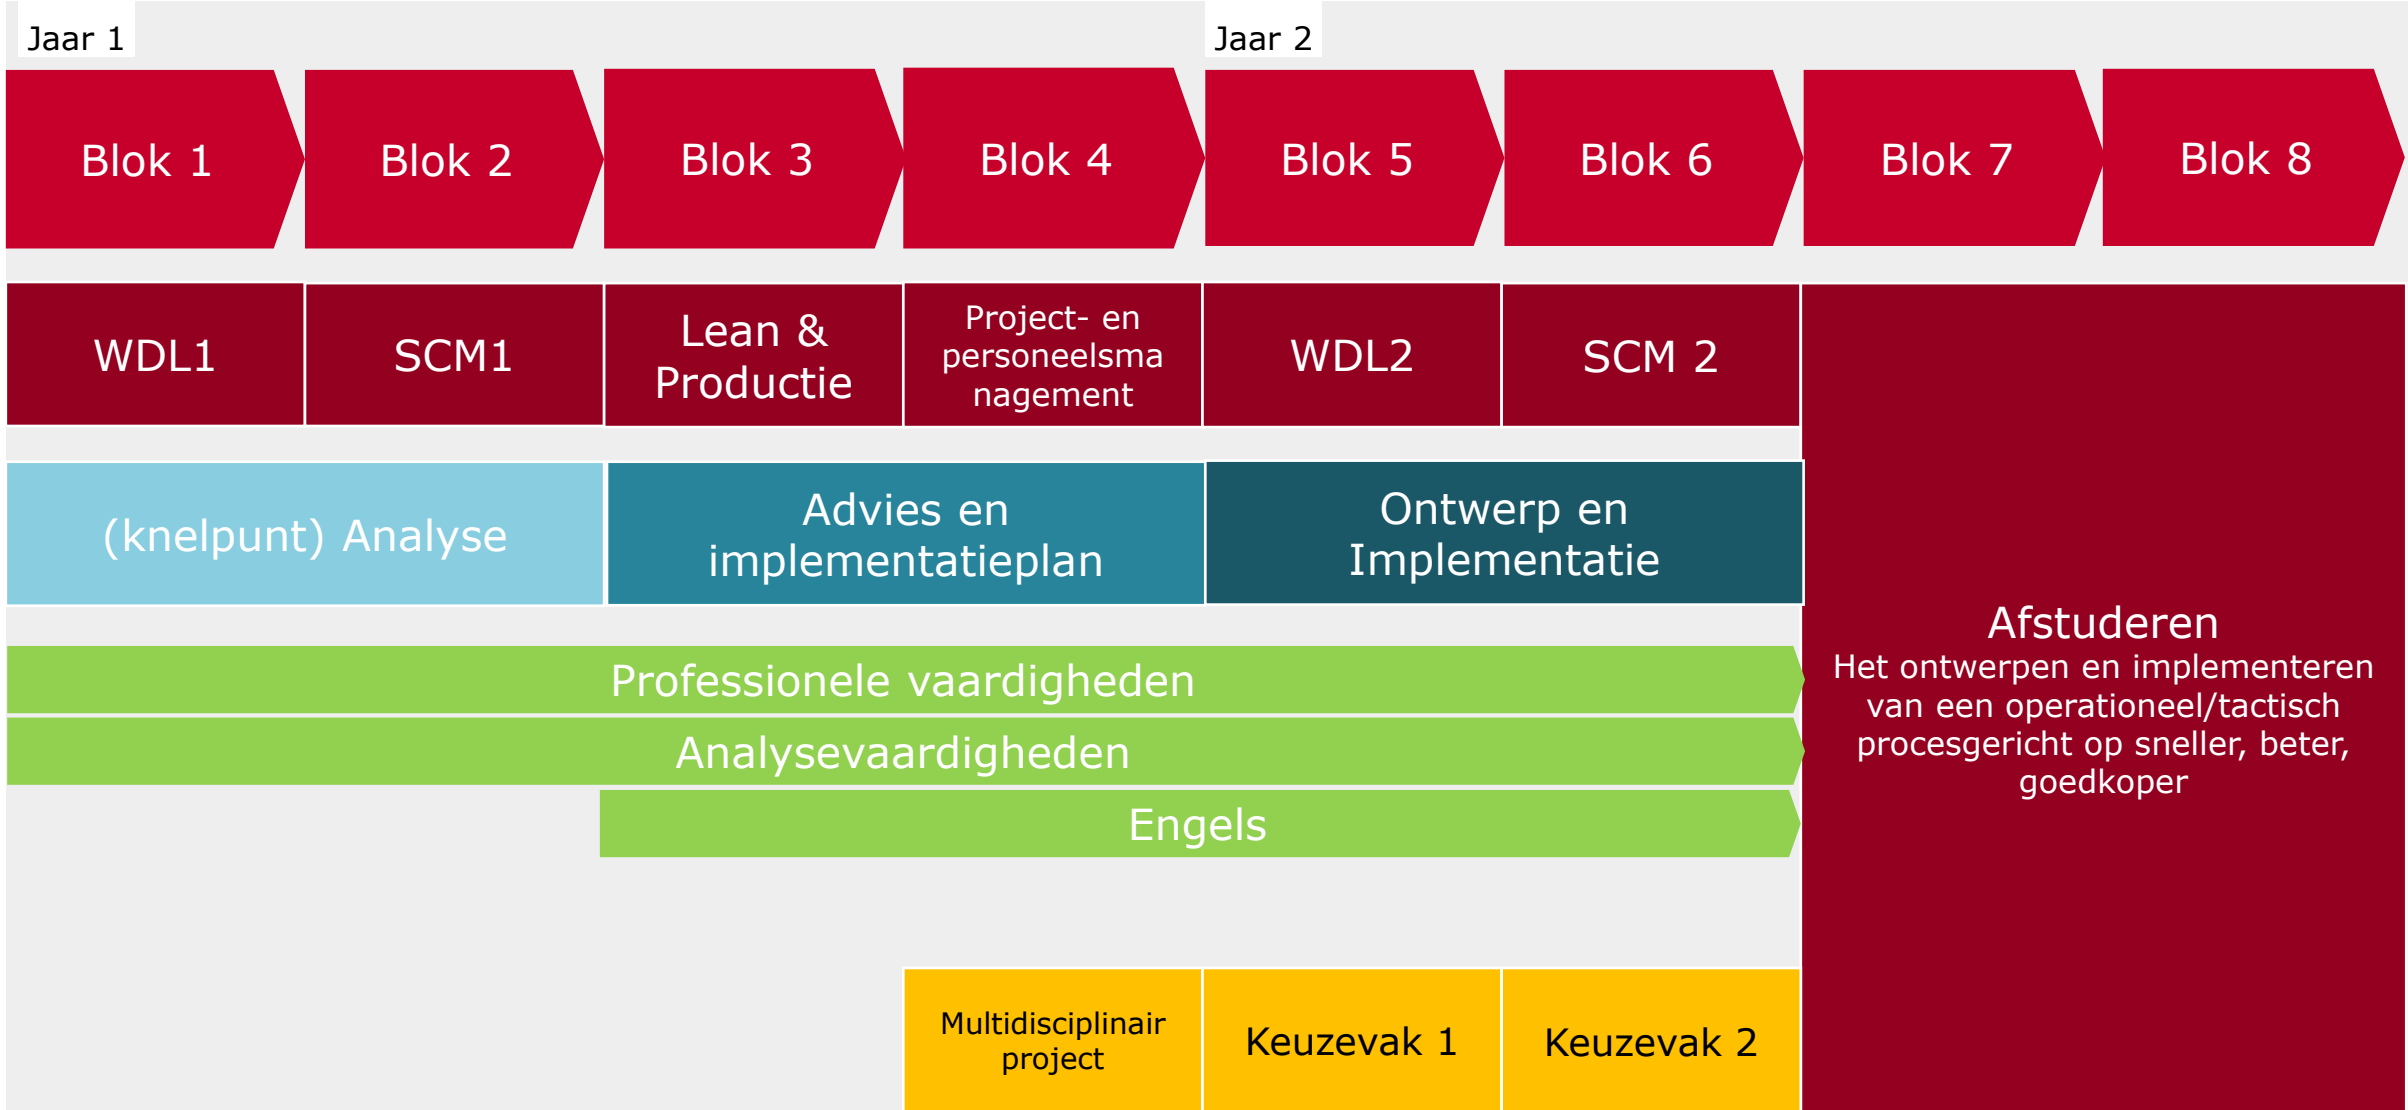 Jaar 1
Jaar 2
Blok 1
Blok 2
Blok 3
Blok 4
Blok 5
Blok 6
Blok 7
Blok 8
WDL1
SCM1
Lean &
Productie
Project- en
personeelsma
nagement
WDL2
SCM 2
(knelpunt) Analyse
Advies en
implementatieplan
Ontwerp en
Implementatie
Professionele vaardigheden
Analysevaardigheden
Engels
Afstuderen
Het ontwerpen en implementeren
van een operationeel/tactisch
procesgericht op sneller, beter,
goedkoper
Multidisciplinair
project
Keuzevak 1
Keuzevak 2